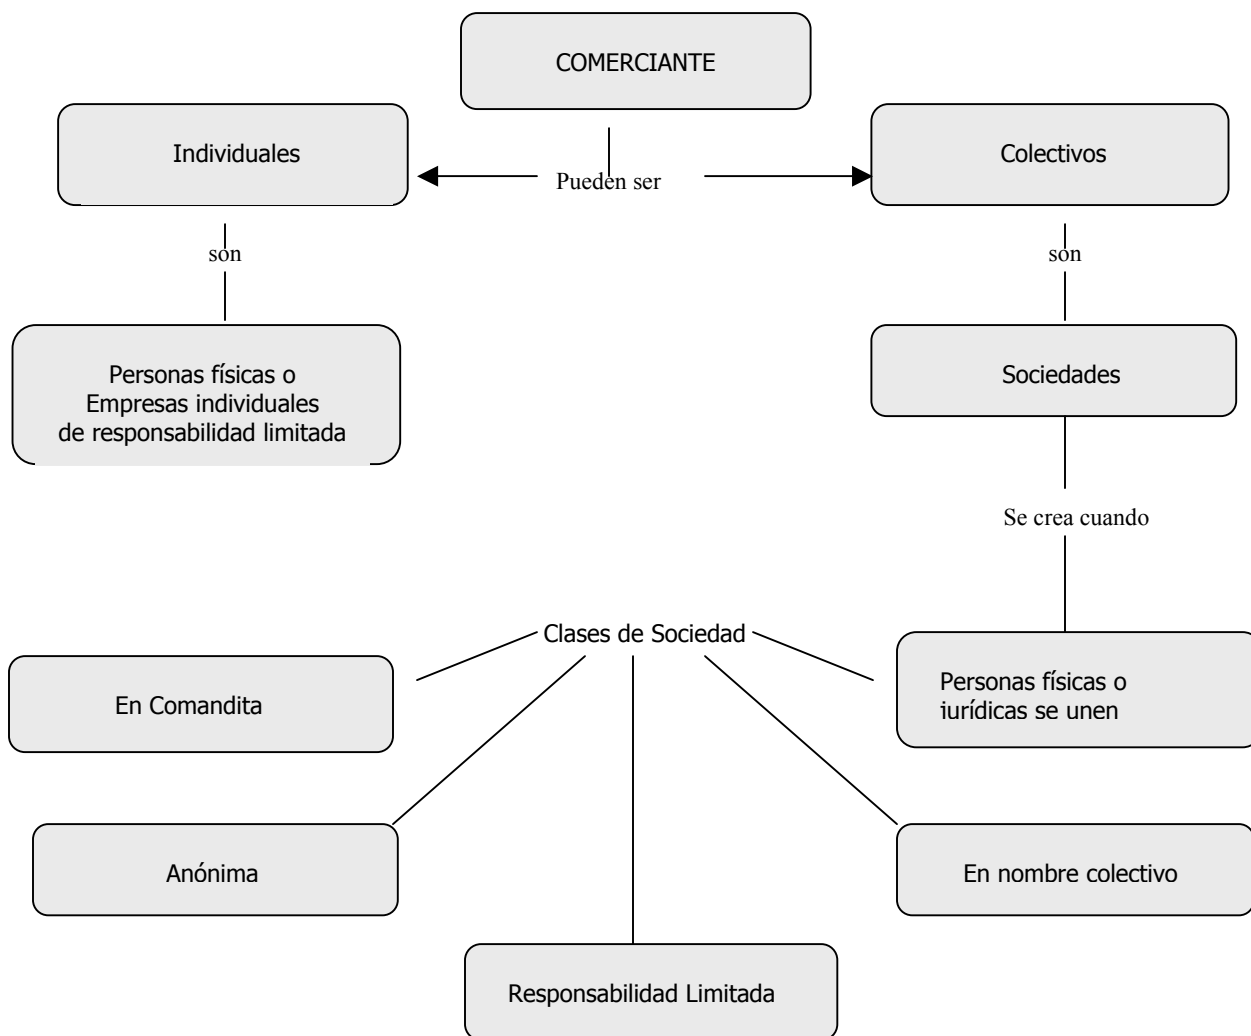 COMERCIANTE
Individuales
Colectivos
Pueden ser
son
son
Personas físicas o
Empresas individuales
de responsabilidad limitada
Sociedades
Se crea cuando
Clases de Sociedad
En Comandita
Personas físicas o
jurídicas se unen
Anónima
En nombre colectivo
Responsabilidad Limitada